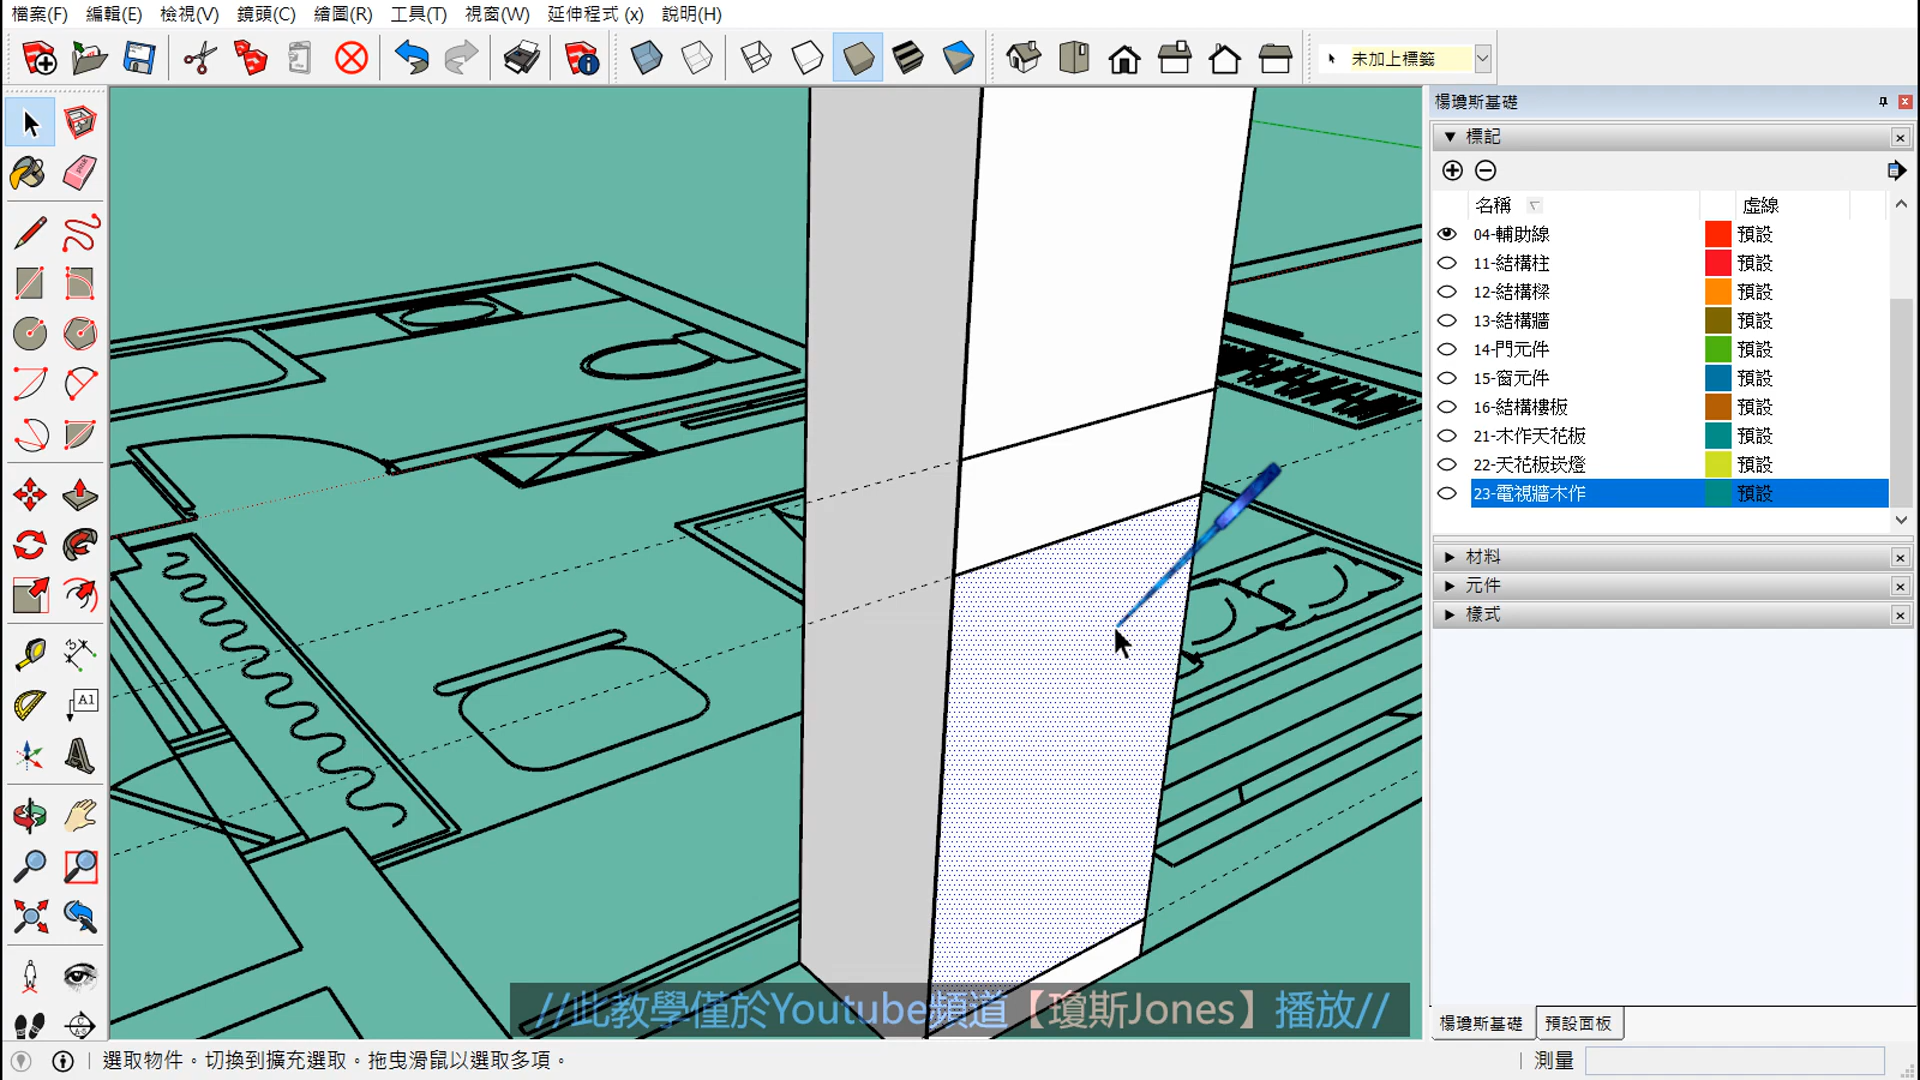 檔案(F) 編輯(E) 檢視(V) 鏡頭(C) 繪圖(R) 工具(T) 視窗(W) 延伸程式 (x) 說明(H)
未加上標籤
楊瓊斯基礎
標記
名稱 虛線
04-輔助線 預設
11-結構柱 預設
12-結構樑 預設
13-結構牆 預設
14-門元件 預設
15-窗元件 預設
16-結構樓板 預設
21-木作天花板 預設
22-天花板崁燈 預設
23-電視牆木作 預設
材料
元件
樣式
A1
//此教學僅於Youtube頻道【瓊斯Jones】播放//
楊瓊斯基礎 預設面板
選取物件。切換到擴充選取。拖曳滑鼠以選取多項。
測量